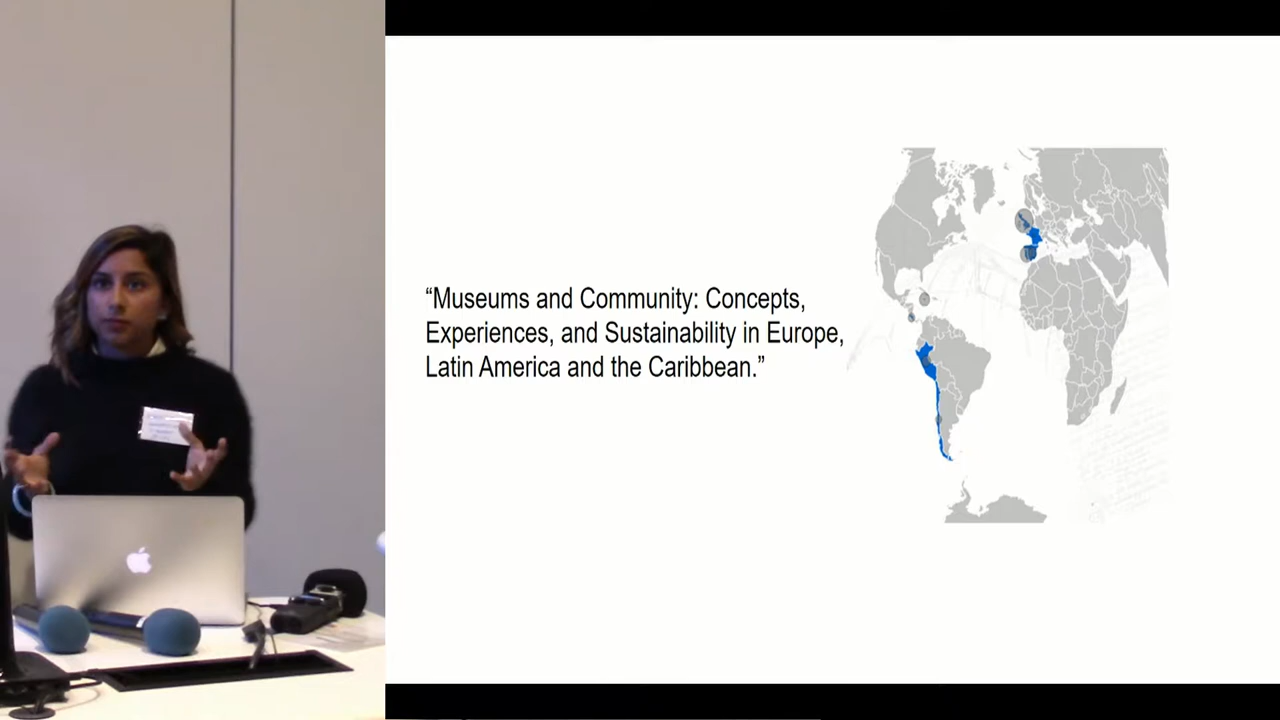 “Museums and Community: Concepts,
Experiences, and Sustainability in Europe,
Latin America and the Caribbean.”